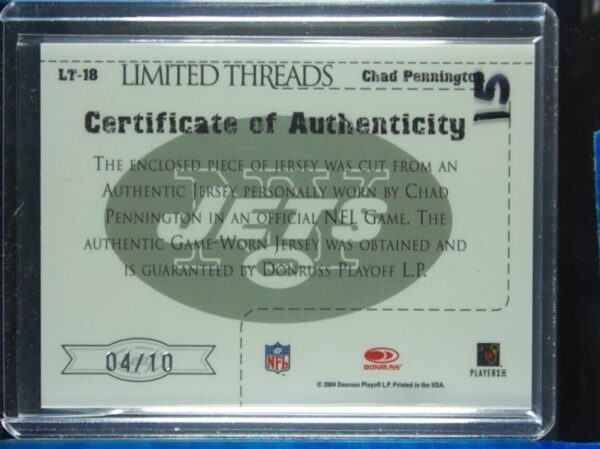 LT-18 LIMITED THREADS Chad Pennington
15
Certificate of Authenticity
THE ENCLOSED PIECE OF JERSEY WAS CUT FROM AN
AUTHENTIC JERSEY PERSONALLY WORN BY CHAD
PENNINGTON IN AN OFFICIAL NFL GAME. THE
AUTHENTIC GAME-WORN JERSEY WAS OBTAINED AND
IS GUARANTEED BY DONRUSS PLAYOFF L.P.
NY
JETS
04/10
NFL
DONRUSS
PLAYERS INC
© 2004 Donruss Playoff L.P. Printed in the USA.